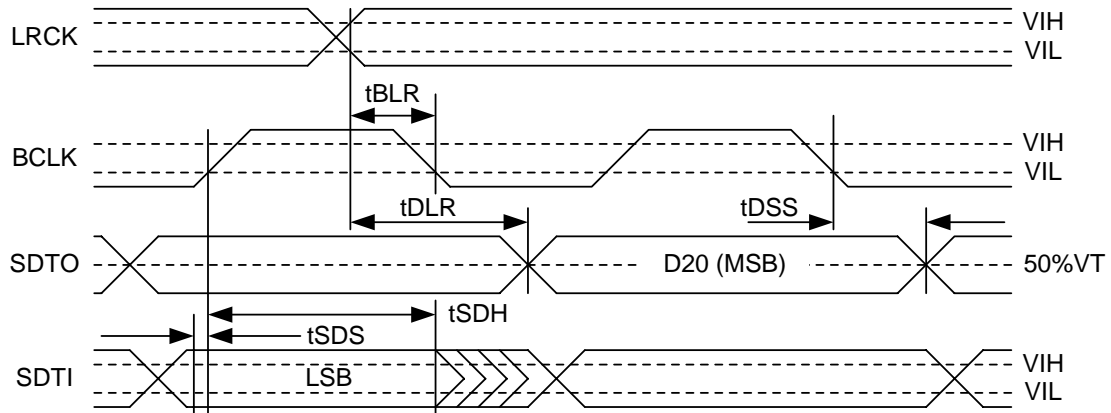 LRCK
VIH
VIL
tBLR
BCLK
VIH
VIL
tDLR
tDSS
SDTO
D20 (MSB)
50%VT
tSDH
tSDS
SDTI
LSB
VIH
VIL